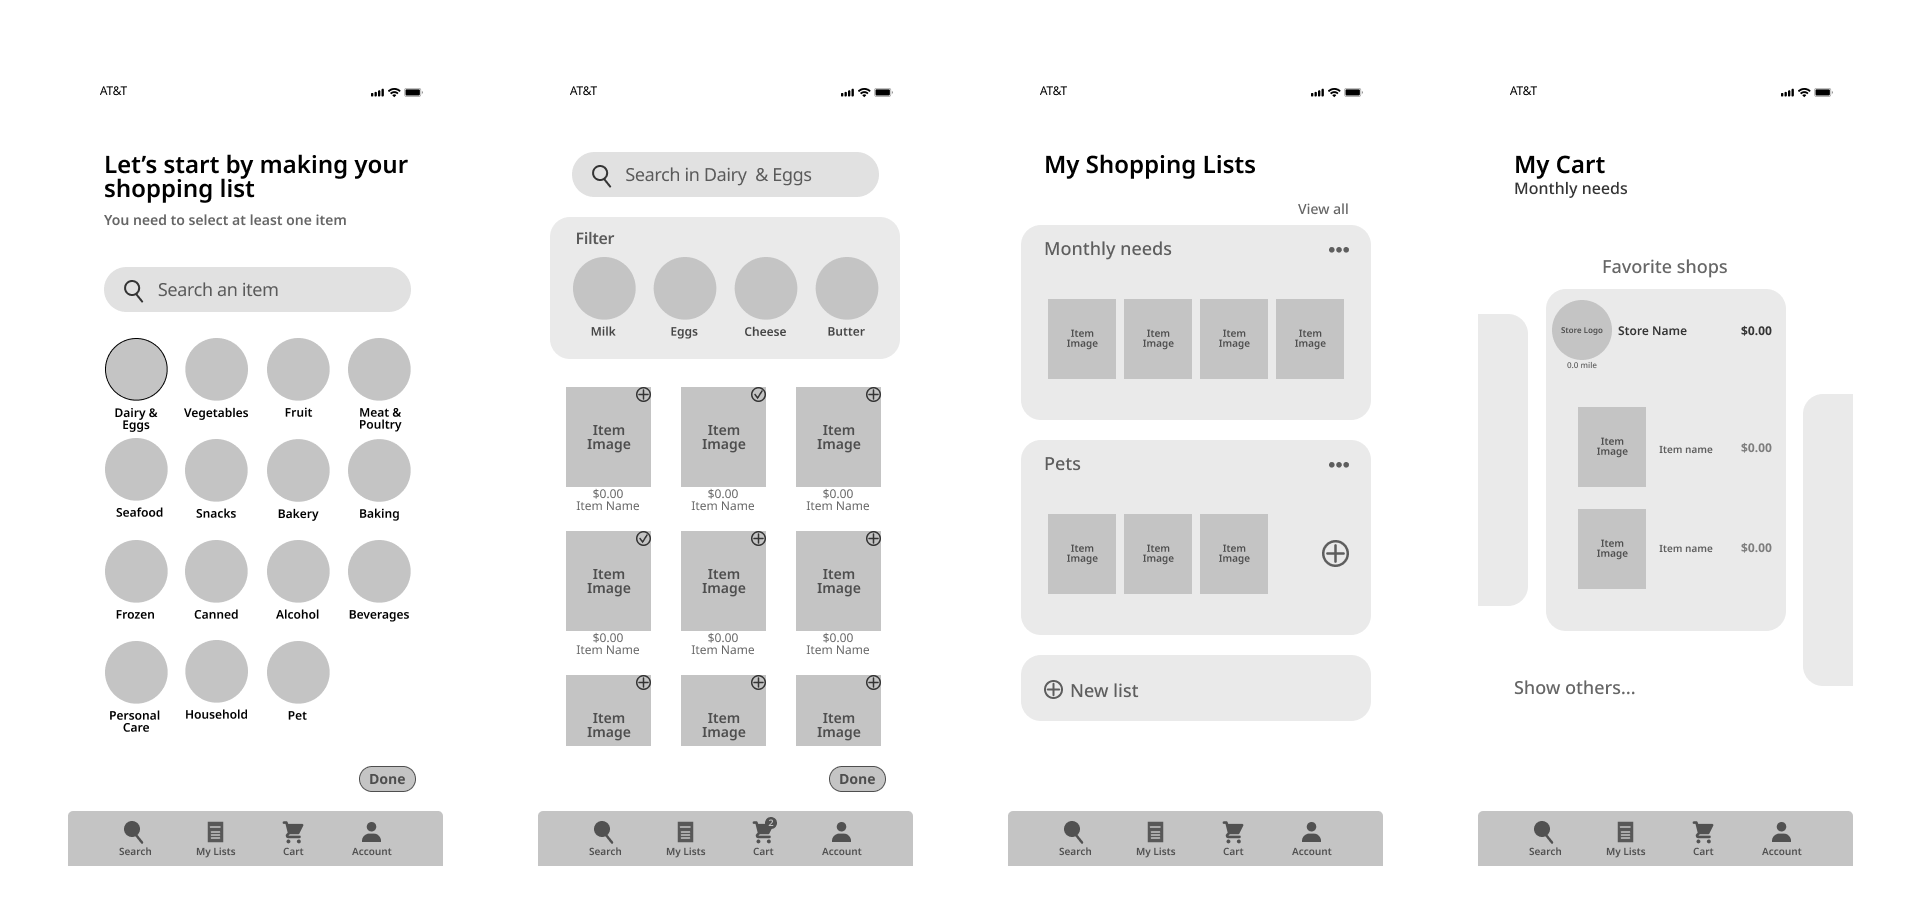 AT&T
Let's start by making your
shopping list
You need to select at least one item
Search an item
Dairy &
Eggs
Vegetables
Fruit
Meat &
Poultry
Seafood
Snacks
Bakery
Baking
Frozen
Canned
Alcohol
Beverages
Personal
Care
Household
Pet
Done
Search
My Lists
Cart
Account
AT&T
Search in Dairy & Eggs
Filter
Milk
Eggs
Cheese
Butter
Item
Image
Item
Image
Item
Image
$0.00
Item Name
$0.00
Item Name
$0.00
Item Name
Item
Image
Item
Image
Item
Image
$0.00
Item Name
$0.00
Item Name
$0.00
Item Name
Item
Image
Item
Image
Item
Image
Done
2
Search
My Lists
Cart
Account
AT&T
My Shopping Lists
View all
Monthly needs
Item
Image
Item
Image
Item
Image
Item
Image
Pets
Item
Image
Item
Image
Item
Image
New list
Search
My Lists
Cart
Account
AT&T
My Cart
Monthly needs
Favorite shops
Store Logo
Store Name
$0.00
0.0 mile
Item
Image
Item name
$0.00
Item
Image
Item name
$0.00
Show others...
Search
My Lists
Cart
Account